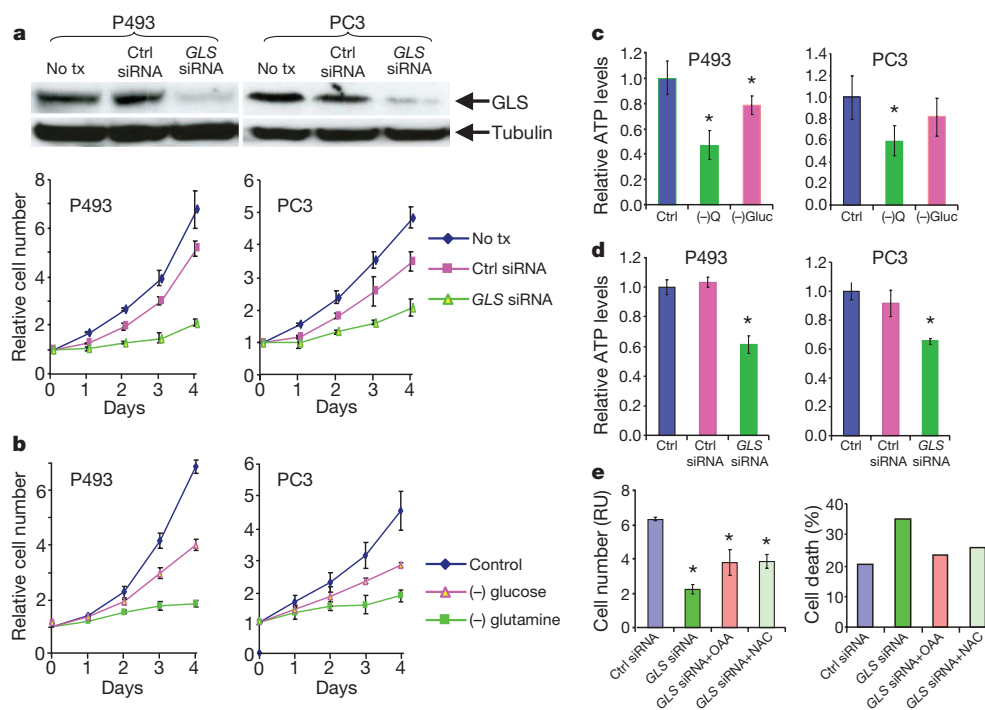 a
P493
PC3
No tx
Ctrl siRNA
GLS siRNA
No tx
Ctrl siRNA
GLS siRNA
GLS
Tubulin
Relative cell number
8
6
4
2
1
0
P493
0 1 2 3 4
Days
6
5
4
3
2
1
0
PC3
0 1 2 3 4
Days
No tx
Ctrl siRNA
GLS siRNA
b
Relative cell number
6
4
2
0
P493
0 1 2 3 4
Days
6
5
4
3
2
1
0
PC3
0 1 2 3 4
Days
Control
(–) glucose
(–) glutamine
c
Relative ATP levels
P493
1.2
1.0
0.8
0.6
0.4
0.2
0.0
*
*
Ctrl (–)Q (–)Gluc
PC3
1.4
1.2
1.0
0.8
0.6
0.4
0.2
0.0
*
Ctrl (–)Q (–)Gluc
d
Relative ATP levels
P493
1.2
1.0
0.8
0.6
0.4
0.2
0.0
*
Ctrl
Ctrl siRNA
GLS siRNA
PC3
1.2
1.0
0.8
0.6
0.4
0.2
0.0
*
Ctrl
Ctrl siRNA
GLS siRNA
e
Cell number (RU)
8
6
4
2
0
*
*
*
Ctrl siRNA
GLS siRNA
GLS siRNA+OAA
GLS siRNA+NAC
Cell death (%)
40
30
20
10
0
Ctrl siRNA
GLS siRNA
GLS siRNA+OAA
GLS siRNA+NAC